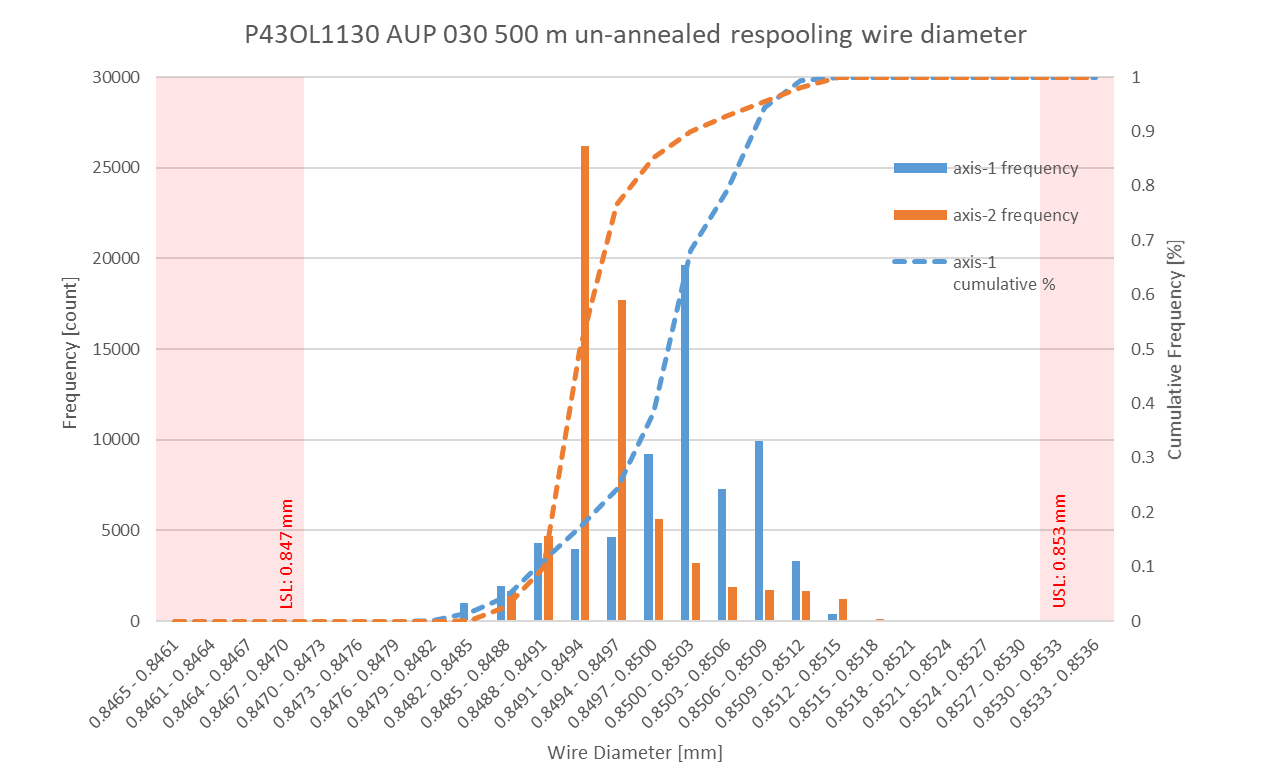 P43OL1130 AUP 030 500 m un-annealed respooling wire diameter
30000
25000
20000
15000
10000
5000
0
Frequency [count]
1
0.9
0.8
0.7
0.6
0.5
0.4
0.3
0.2
0.1
0
Cumulative Frequency [%]
axis-1 frequency
axis-2 frequency
axis-1
cumulative %
LSL: 0.847 mm
USL: 0.853 mm
0.8465 - 0.8461
0.8461 - 0.8464
0.8464 - 0.8467
0.8467 - 0.8470
0.8470 - 0.8473
0.8473 - 0.8476
0.8476 - 0.8479
0.8479 - 0.8482
0.8482 - 0.8485
0.8485 - 0.8488
0.8488 - 0.8491
0.8491 - 0.8494
0.8494 - 0.8497
0.8497 - 0.8500
0.8500 - 0.8503
0.8503 - 0.8506
0.8506 - 0.8509
0.8509 - 0.8512
0.8512 - 0.8515
0.8515 - 0.8518
0.8518 - 0.8521
0.8521 - 0.8524
0.8524 - 0.8527
0.8527 - 0.8530
0.8530 - 0.8533
0.8533 - 0.8536
Wire Diameter [mm]